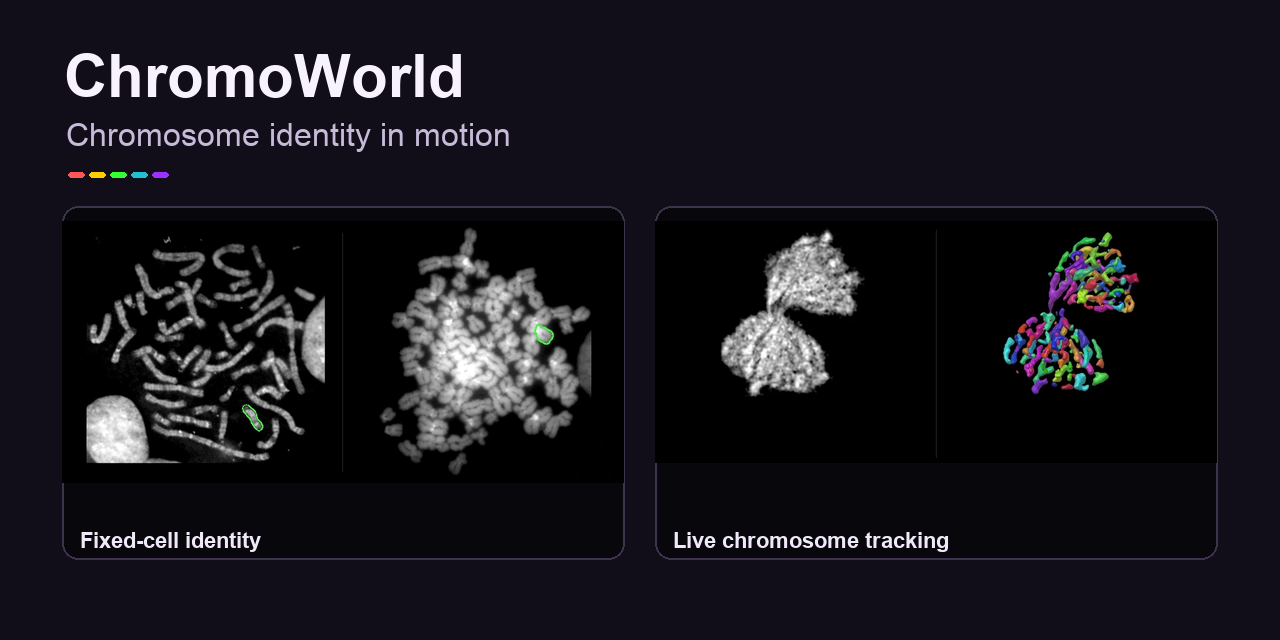 ChromoWorld
Chromosome identity in motion
Fixed-cell identity
Live chromosome tracking